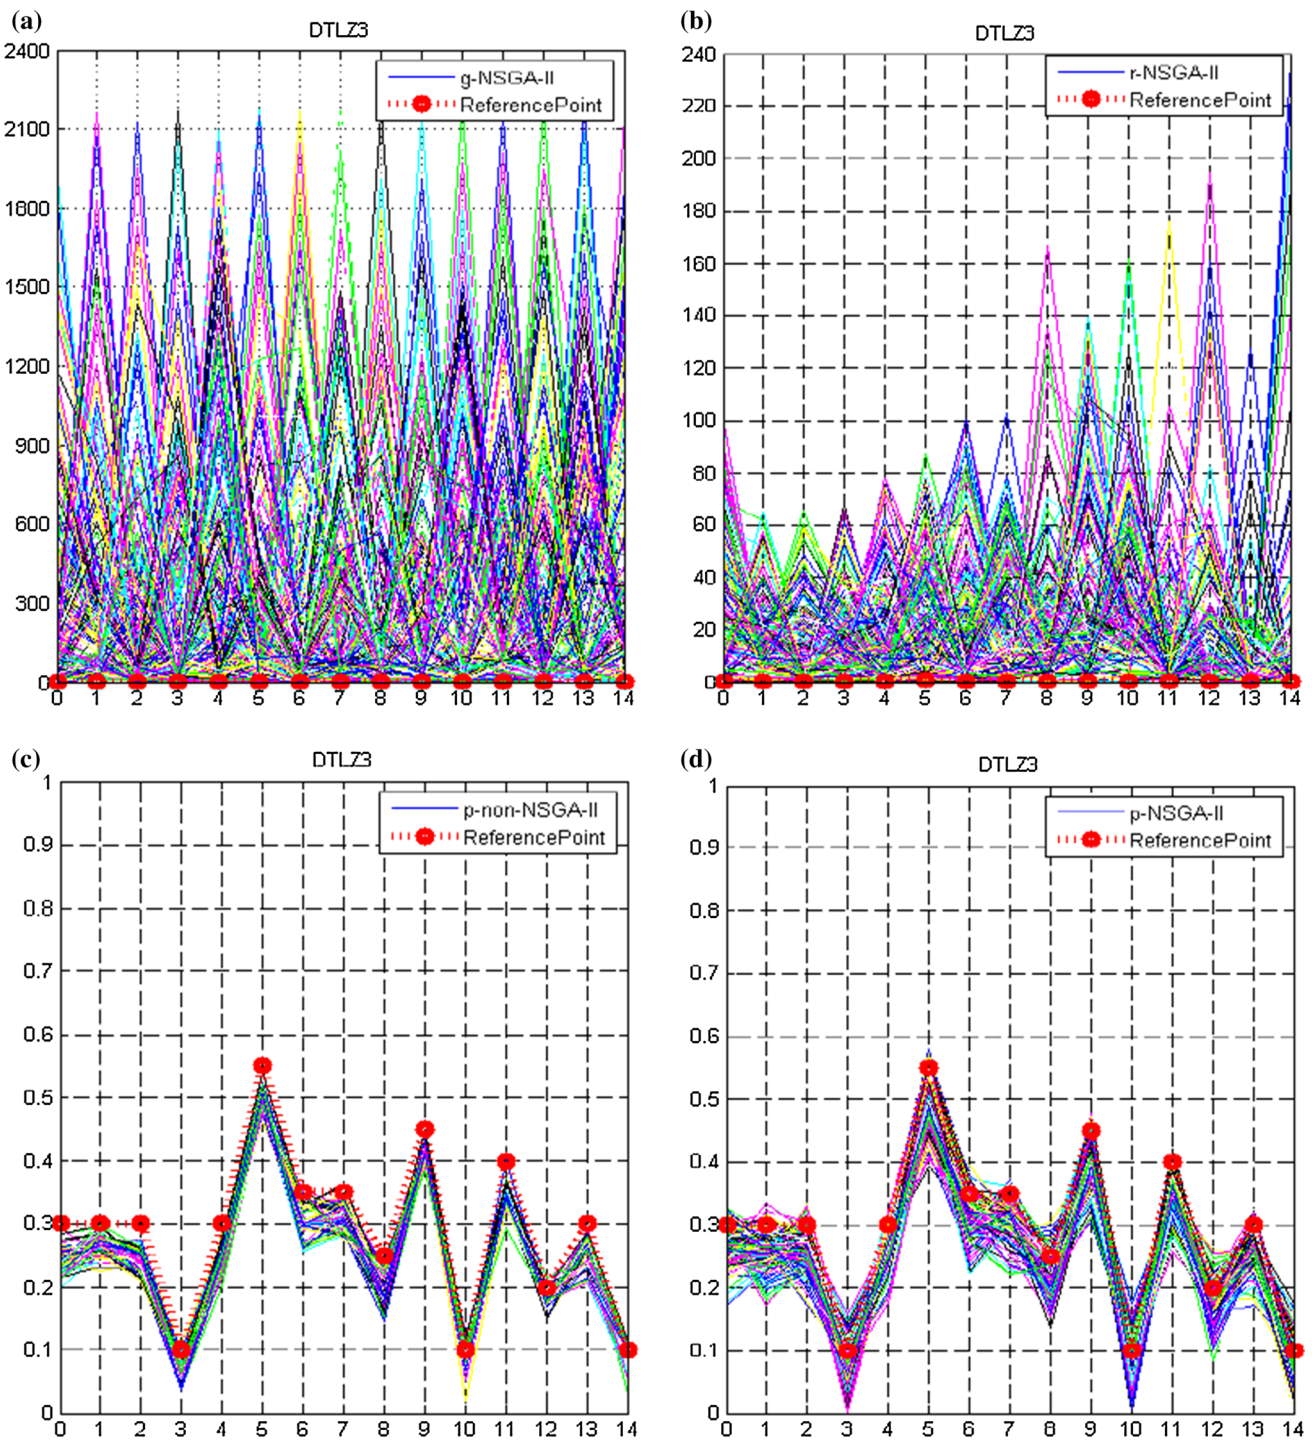 (a)
DTLZ3
g-NSGA-II
ReferencePoint
2400
2100
1800
1500
1200
900
600
300
0
0 1 2 3 4 5 6 7 8 9 10 11 12 13 14
(b)
DTLZ3
r-NSGA-II
ReferencePoint
240
220
200
180
160
140
120
100
80
60
40
20
0
0 1 2 3 4 5 6 7 8 9 10 11 12 13 14
(c)
DTLZ3
p-non-NSGA-II
ReferencePoint
1
0.9
0.8
0.7
0.6
0.5
0.4
0.3
0.2
0.1
0
0 1 2 3 4 5 6 7 8 9 10 11 12 13 14
(d)
DTLZ3
p-NSGA-II
ReferencePoint
1
0.9
0.8
0.7
0.6
0.5
0.4
0.3
0.2
0.1
0
0 1 2 3 4 5 6 7 8 9 10 11 12 13 14